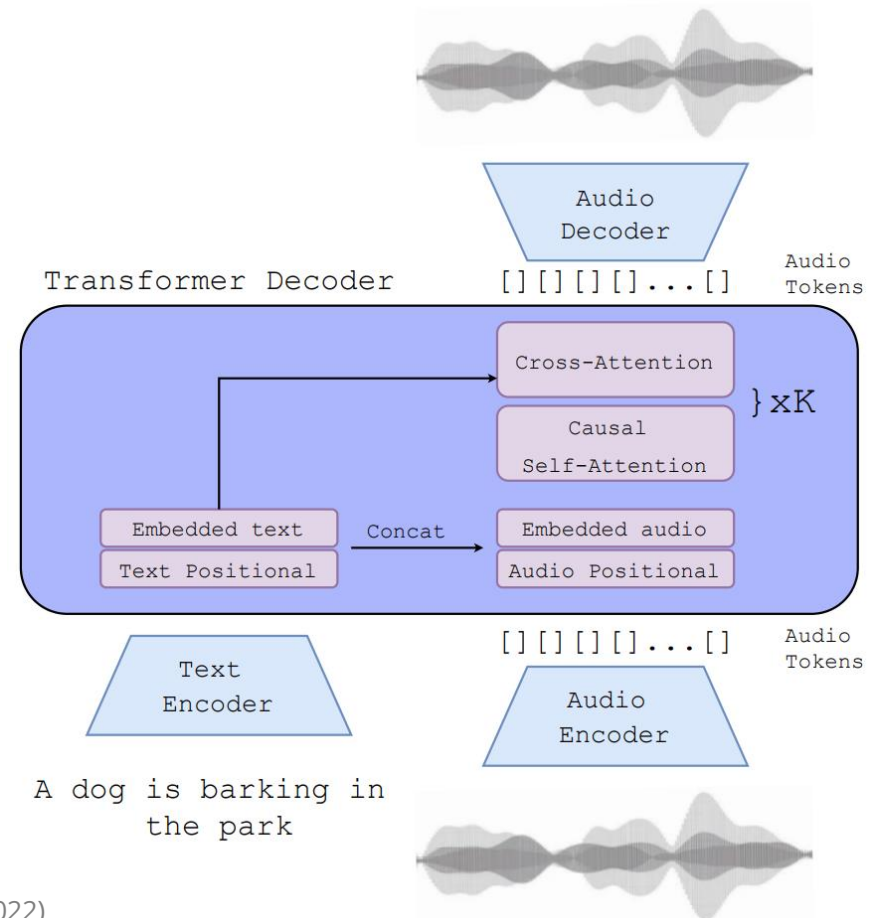 Audio
Decoder
Transformer Decoder
[][][][]...[]
Audio
Tokens
Cross-Attention
}xK
Causal
Self-Attention
Embedded text
Concat
Embedded audio
Text Positional
Audio Positional
Text
Encoder
[][][][]...[]
Audio
Tokens
Audio
Encoder
A dog is barking in
the park
022)